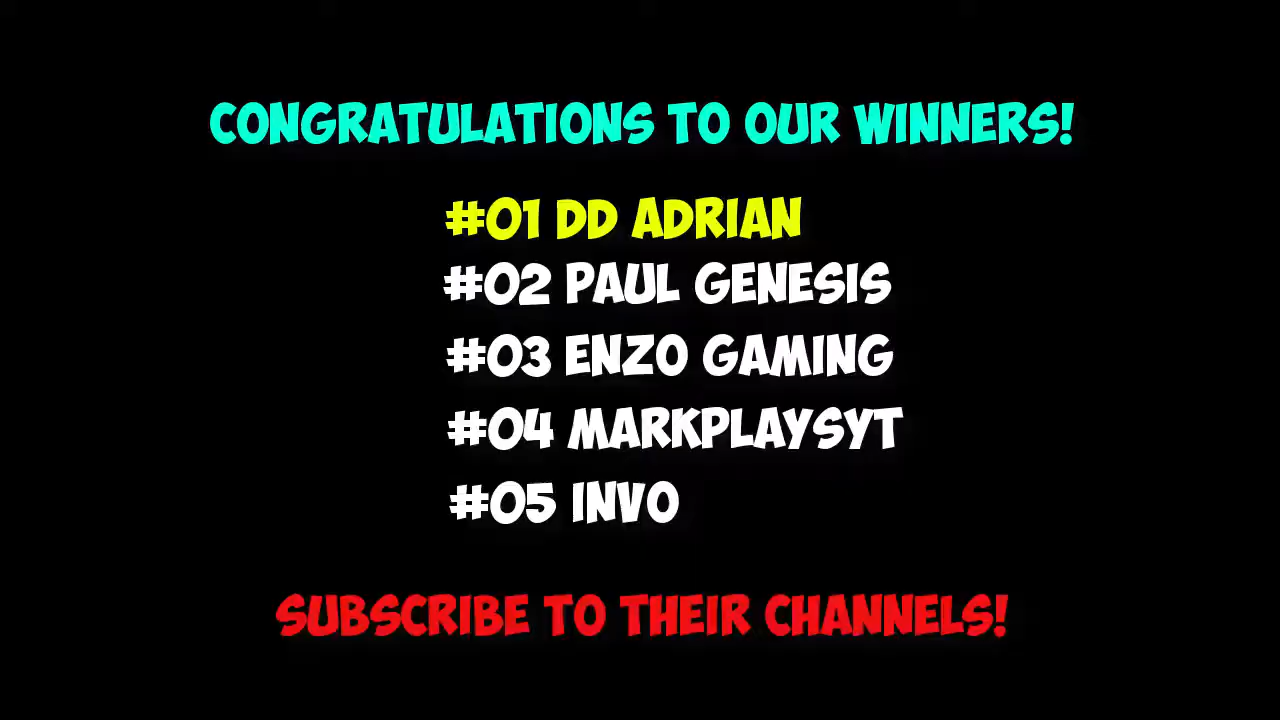 CONGRATULATIONS TO OUR WINNERS!
#01 DD ADRIAN
#02 PAUL GENESIS
#03 ENZO GAMING
#04 MARKPLAYSYT
#05 INVO
SUBSCRIBE TO THEIR CHANNELS!